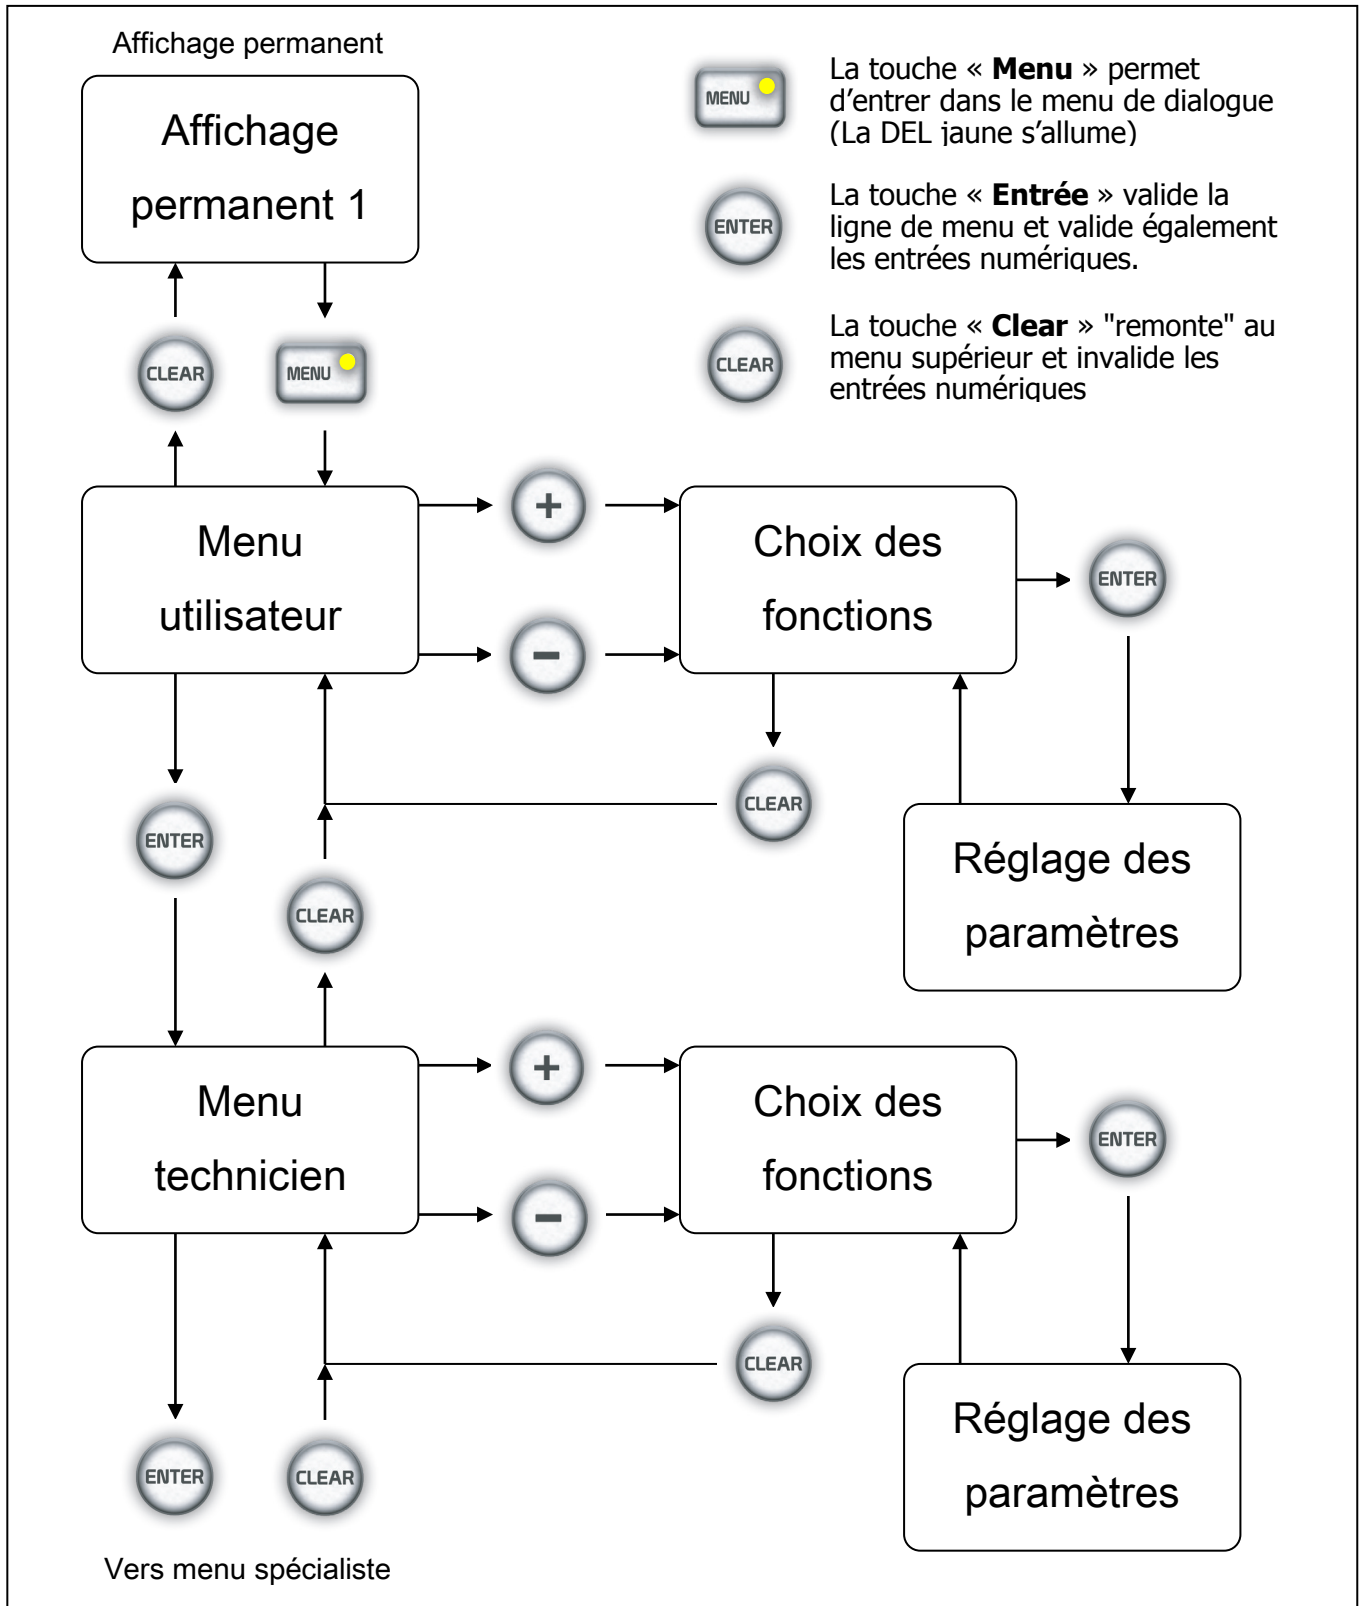 Affichage permanent
Affichage
permanent 1
MENU
La touche « Menu » permet
d'entrer dans le menu de dialogue
(La DEL jaune s'allume)
ENTER
La touche « Entrée » valide la
ligne de menu et valide également
les entrées numériques.
CLEAR
La touche « Clear » "remonte" au
menu supérieur et invalide les
entrées numériques
CLEAR
MENU
Menu
utilisateur
+
-
Choix des
fonctions
ENTER
ENTER
CLEAR
CLEAR
Réglage des
paramètres
Menu
technicien
+
-
Choix des
fonctions
ENTER
CLEAR
Réglage des
paramètres
ENTER
CLEAR
Vers menu spécialiste